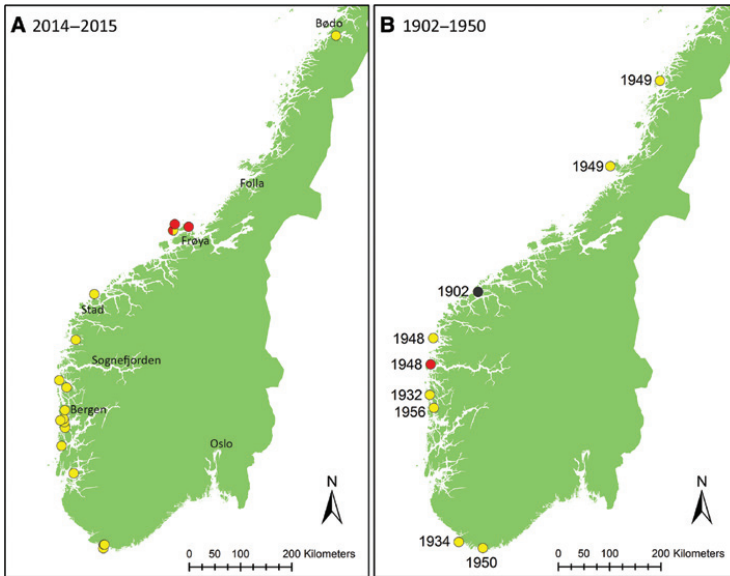 A 2014–2015
Bødo
Folla
Frøya
Stad
Sognefjorden
Bergen
Oslo
N
0 50 100 200 Kilometers
B 1902–1950
1949
1949
1902
1948
1948
1932
1956
1934
1950
N
0 50 100 200 Kilometers